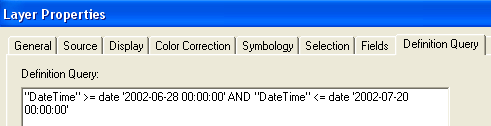 Layer Properties
General Source Display Color Correction Symbology Selection Fields Definition Query
Definition Query:
"DateTime" >= date '2002-06-28 00:00:00' AND "DateTime" <= date '2002-07-20
00:00:00'